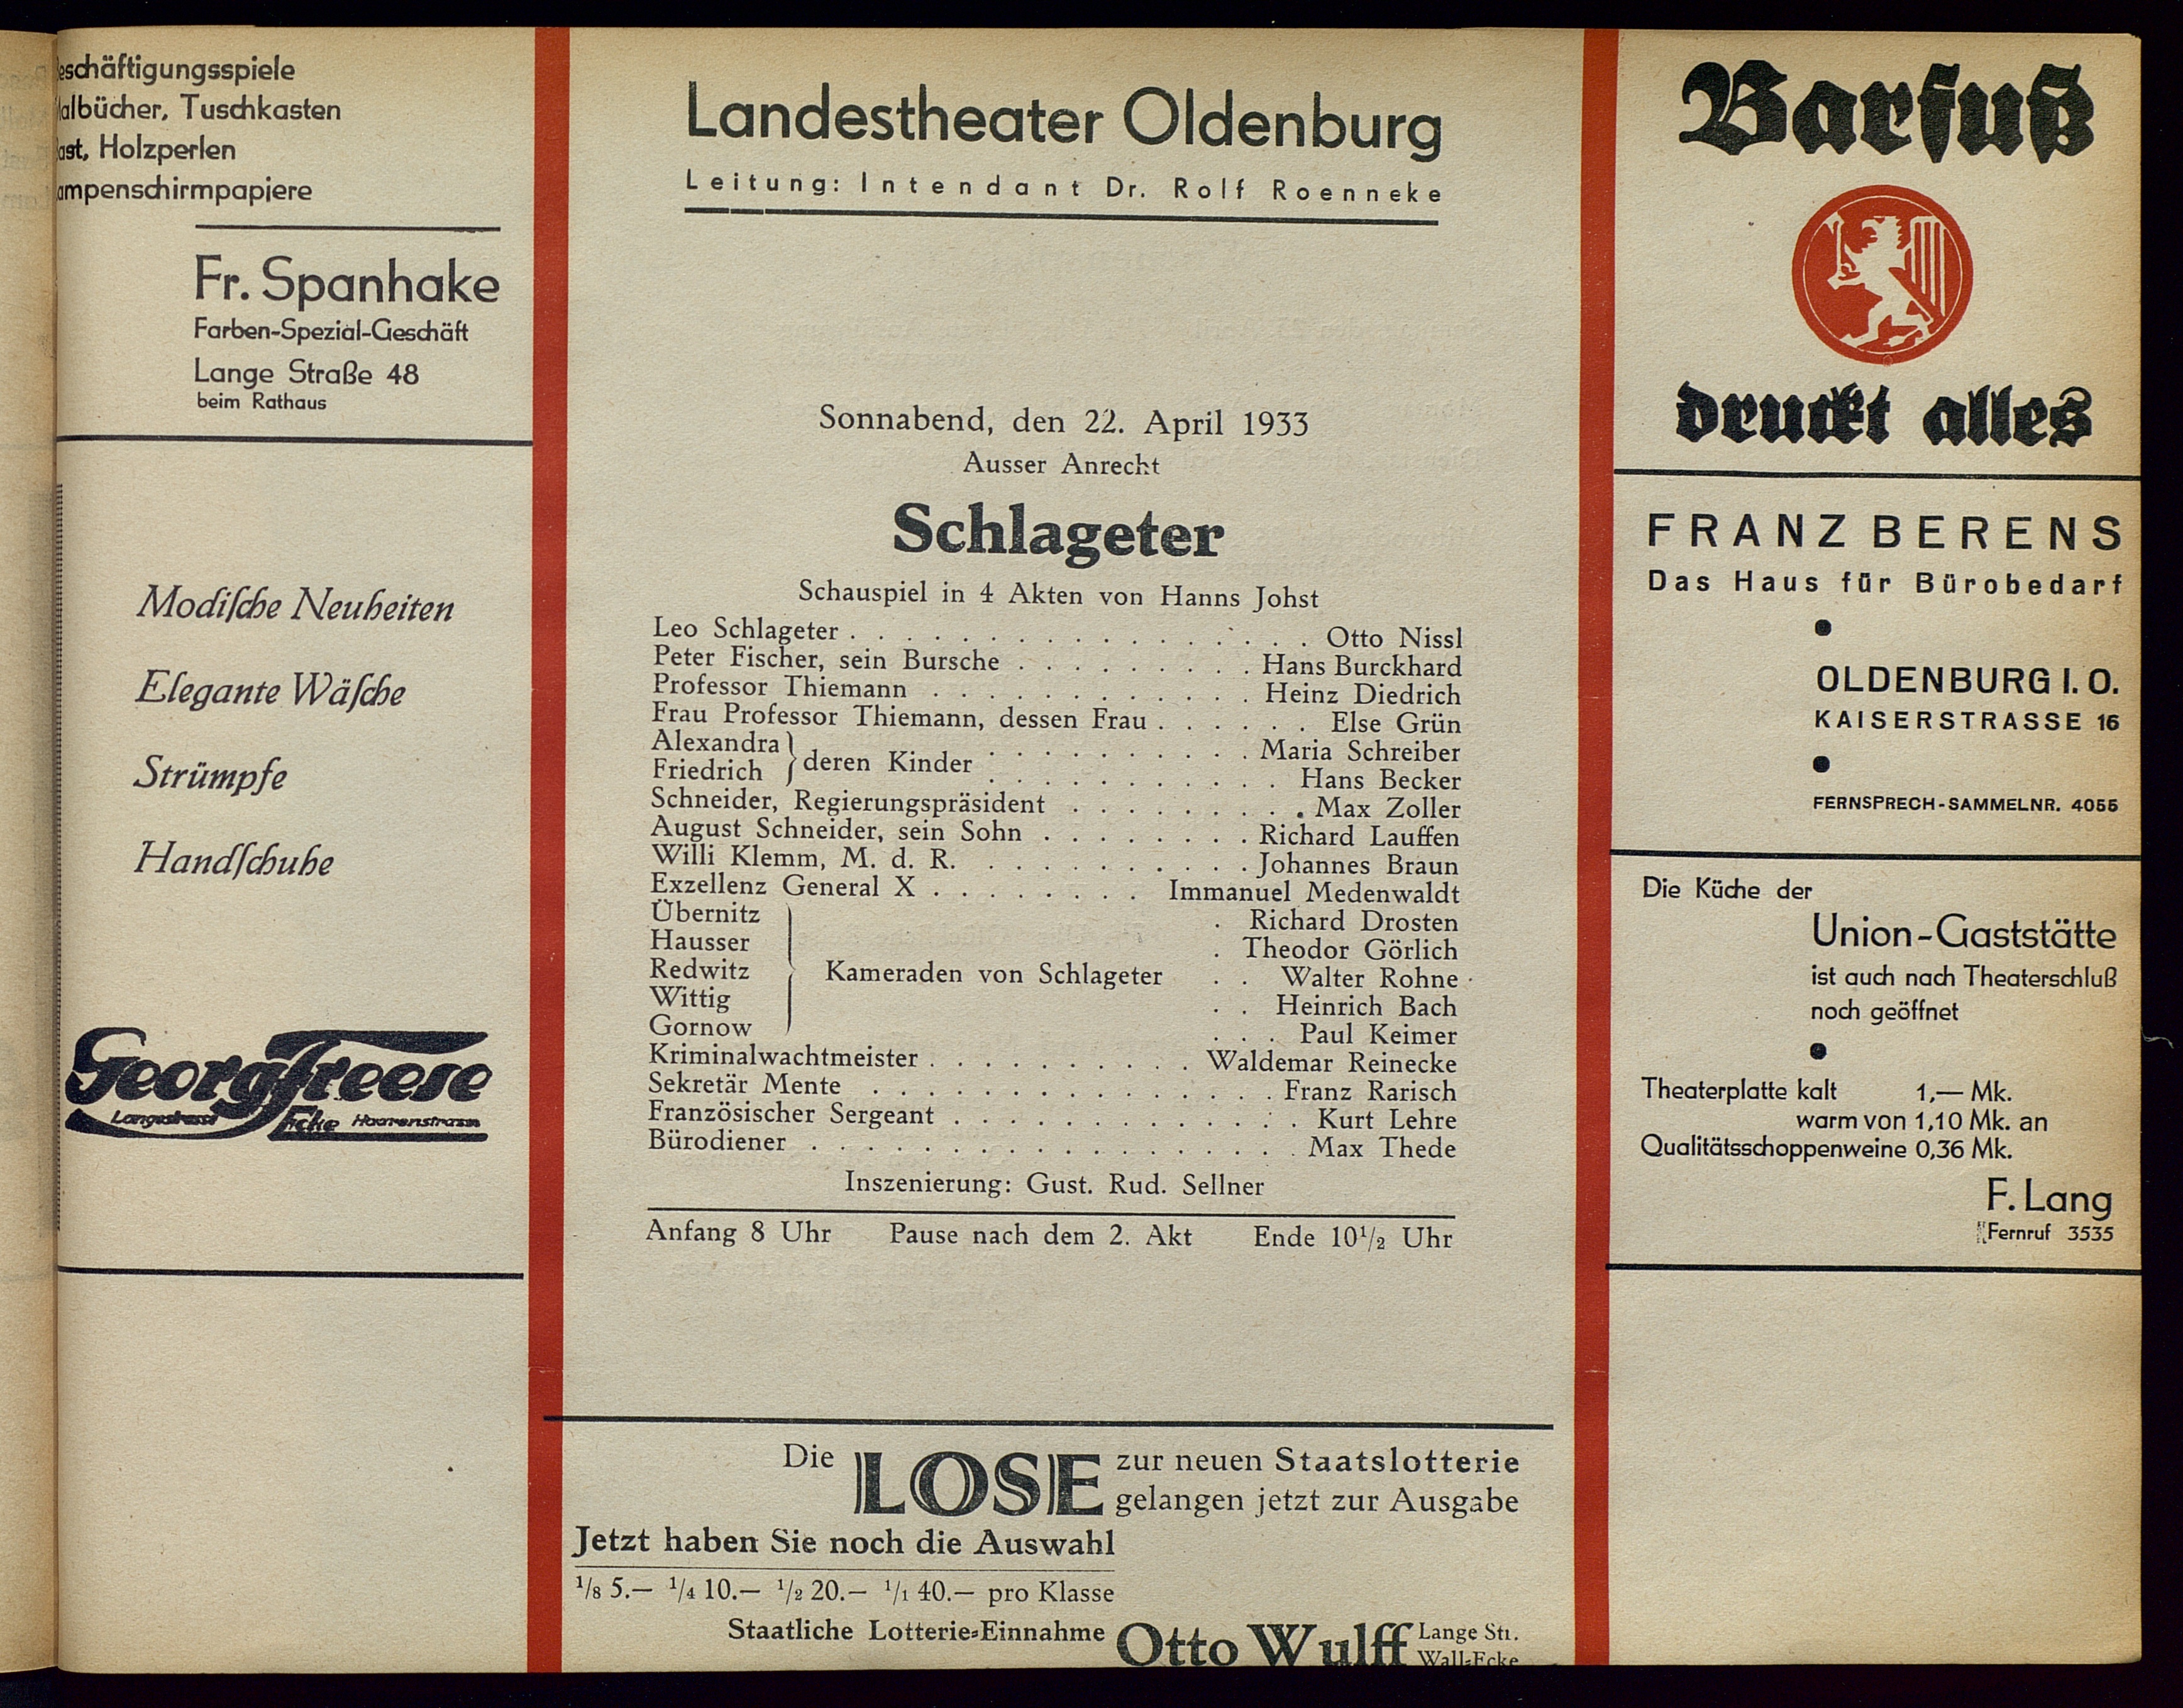 eschäftigungsspiele
albücher, Tuschkasten
ast, Holzperlen
ampenschirmpapiere
Fr. Spanhake
Farben-Spezial-Geschäft
Lange Straße 48
beim Rathaus
Modische Neuheiten
Elegante Wäsche
Strümpfe
Handschuhe
Georg Freese
Langestrasse Ecke Haarenstrasse
Landestheater Oldenburg
Leitung: Intendant Dr. Rolf Roenneke
Sonnabend, den 22. April 1933
Ausser Anrecht
Schlageter
Schauspiel in 4 Akten von Hanns Johst
Leo Schlageter . . . . . . . . . . . . . . . . . Otto Nissl
Peter Fischer, sein Bursche . . . . . . . . . Hans Burckhard
Professor Thiemann . . . . . . . . . . . . Heinz Diedrich
Frau Professor Thiemann, dessen Frau . . . . . . Else Grün
Alexandra } deren Kinder . . . . . . . . . . Maria Schreiber
Friedrich } . . . . . . . . . . . Hans Becker
Schneider, Regierungspräsident . . . . . . . . . Max Zoller
August Schneider, sein Sohn . . . . . . . . Richard Lauffen
Willi Klemm, M. d. R. . . . . . . . . . . Johannes Braun
Exzellenz General X . . . . . . . . Immanuel Medenwaldt
Übernitz . Richard Drosten
Hausser . Theodor Görlich
Redwitz } Kameraden von Schlageter . . Walter Rohne
Wittig . . Heinrich Bach
Gornow . . . Paul Keimer
Kriminalwachtmeister . . . . . . . . . . Waldemar Reinecke
Sekretär Mente . . . . . . . . . . . . . . . Franz Rarisch
Französischer Sergeant . . . . . . . . . . . . . Kurt Lehre
Bürodiener . . . . . . . . . . . . . . . . . . Max Thede
Inszenierung: Gust. Rud. Sellner
Anfang 8 Uhr Pause nach dem 2. Akt Ende 10½ Uhr
Die LOSE zur neuen Staatslotterie
gelangen jetzt zur Ausgabe
Jetzt haben Sie noch die Auswahl
1/8 5.— 1/4 10.— 1/2 20.— 1/1 40.— pro Klasse
Staatliche Lotterie-Einnahme Otto Wulff Lange Str.
Wall-Ecke
Barfuß
druckt alles
FRANZ BERENS
Das Haus für Bürobedarf
OLDENBURG I. O.
KAISERSTRASSE 16
FERNSPRECH-SAMMELNR. 4055
Die Küche der
Union-Gaststätte
ist auch nach Theaterschluß
noch geöffnet
Theaterplatte kalt 1,— Mk.
warm von 1,10 Mk. an
Qualitätsschoppenweine 0,36 Mk.
F. Lang
Fernruf 3535